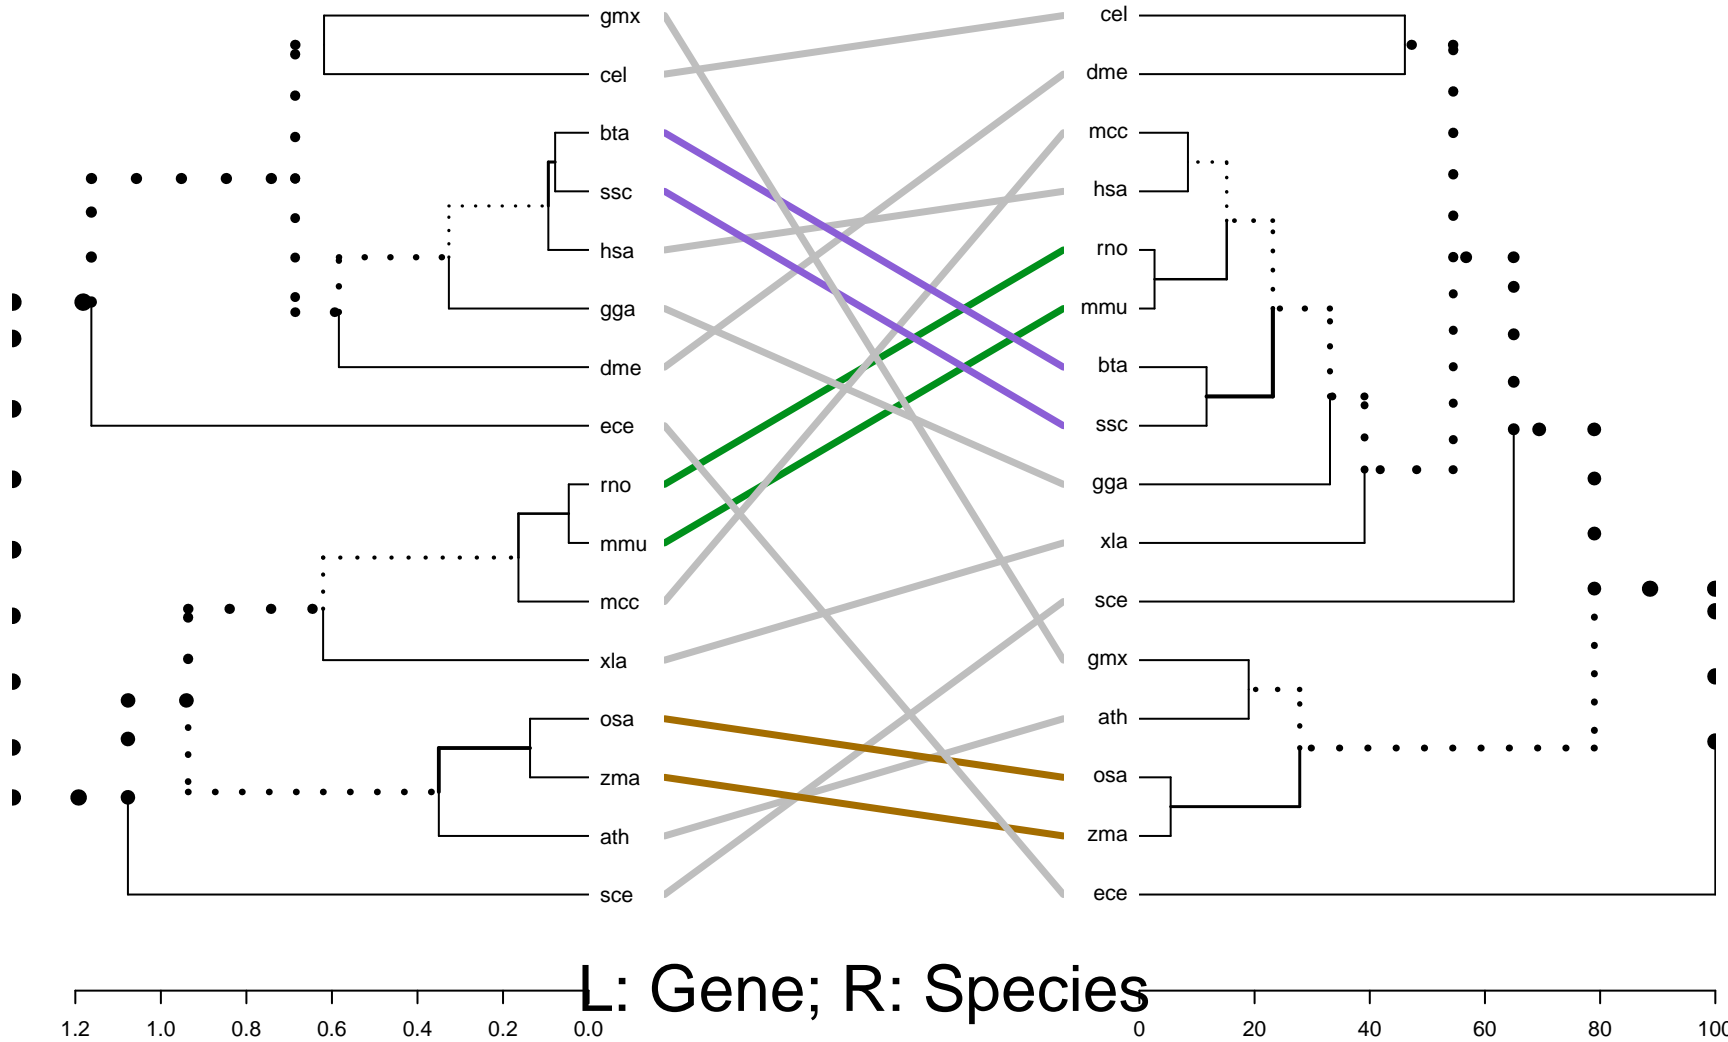 gmx
cel
bta
ssc
hsa
gga
dme
ece
rno
mmu
mcc
xla
osa
zma
ath
sce
cel
dme
mcc
hsa
rno
mmu
bta
ssc
gga
xla
sce
gmx
ath
osa
zma
ece
L: Gene; R: Species
1.2 1.0 0.8 0.6 0.4 0.2 0.0
0 20 40 60 80 100